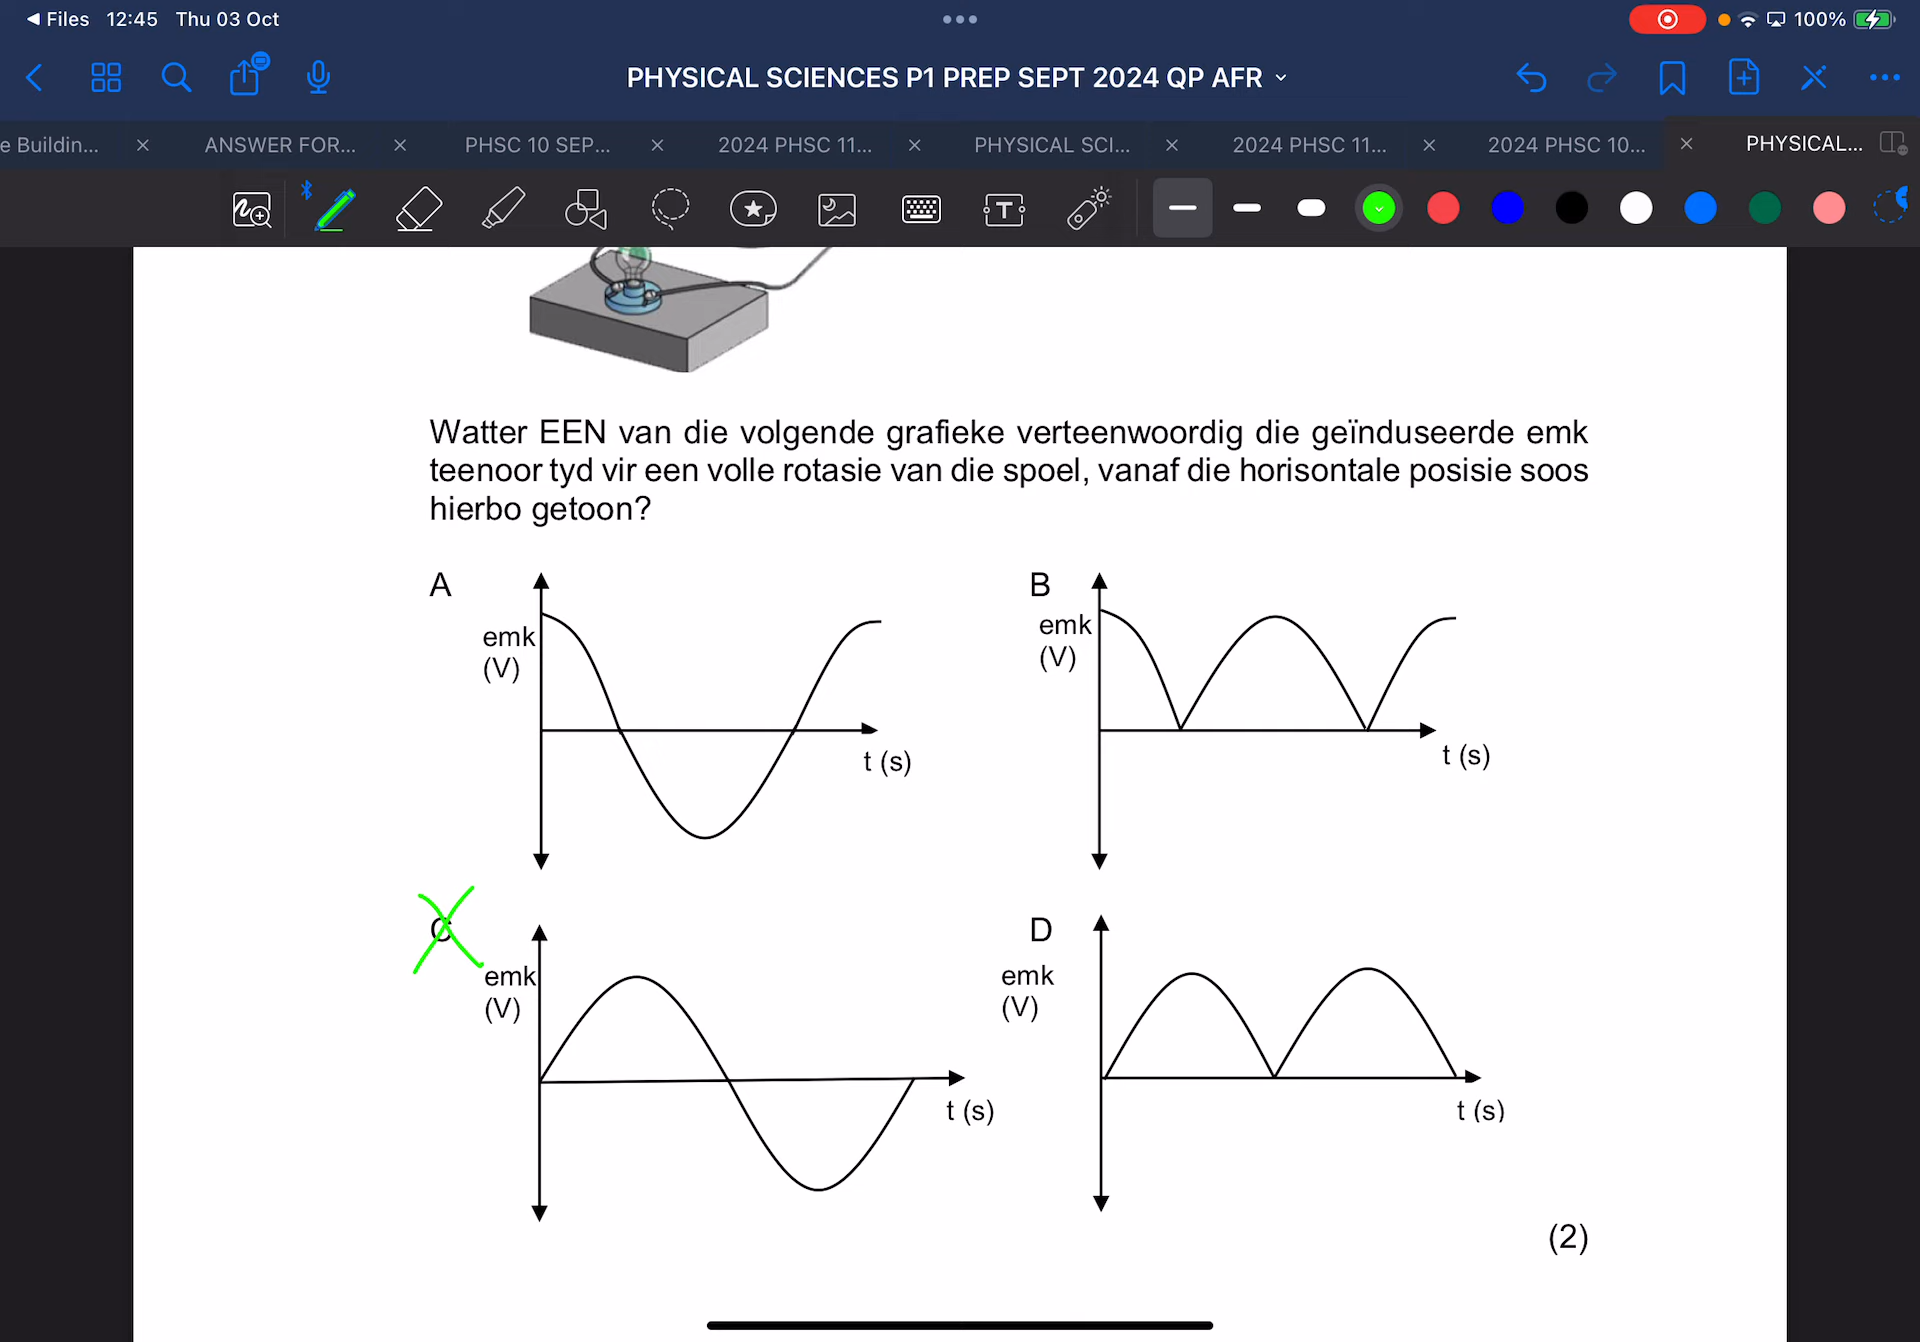 Files 12:45 Thu 03 Oct
100%
PHYSICAL SCIENCES P1 PREP SEPT 2024 QP AFR
e Buildin... ANSWER FOR... PHSC 10 SEP... 2024 PHSC 11... PHYSICAL SCI... 2024 PHSC 11... 2024 PHSC 10... PHYSICAL...
T
Watter EEN van die volgende grafieke verteenwoordig die geïnduseerde emk
teenoor tyd vir een volle rotasie van die spoel, vanaf die horisontale posisie soos
hierbo getoon?
A
emk
(V)
t (s)
B
emk
(V)
t (s)
C
emk
(V)
t (s)
D
emk
(V)
t (s)
(2)